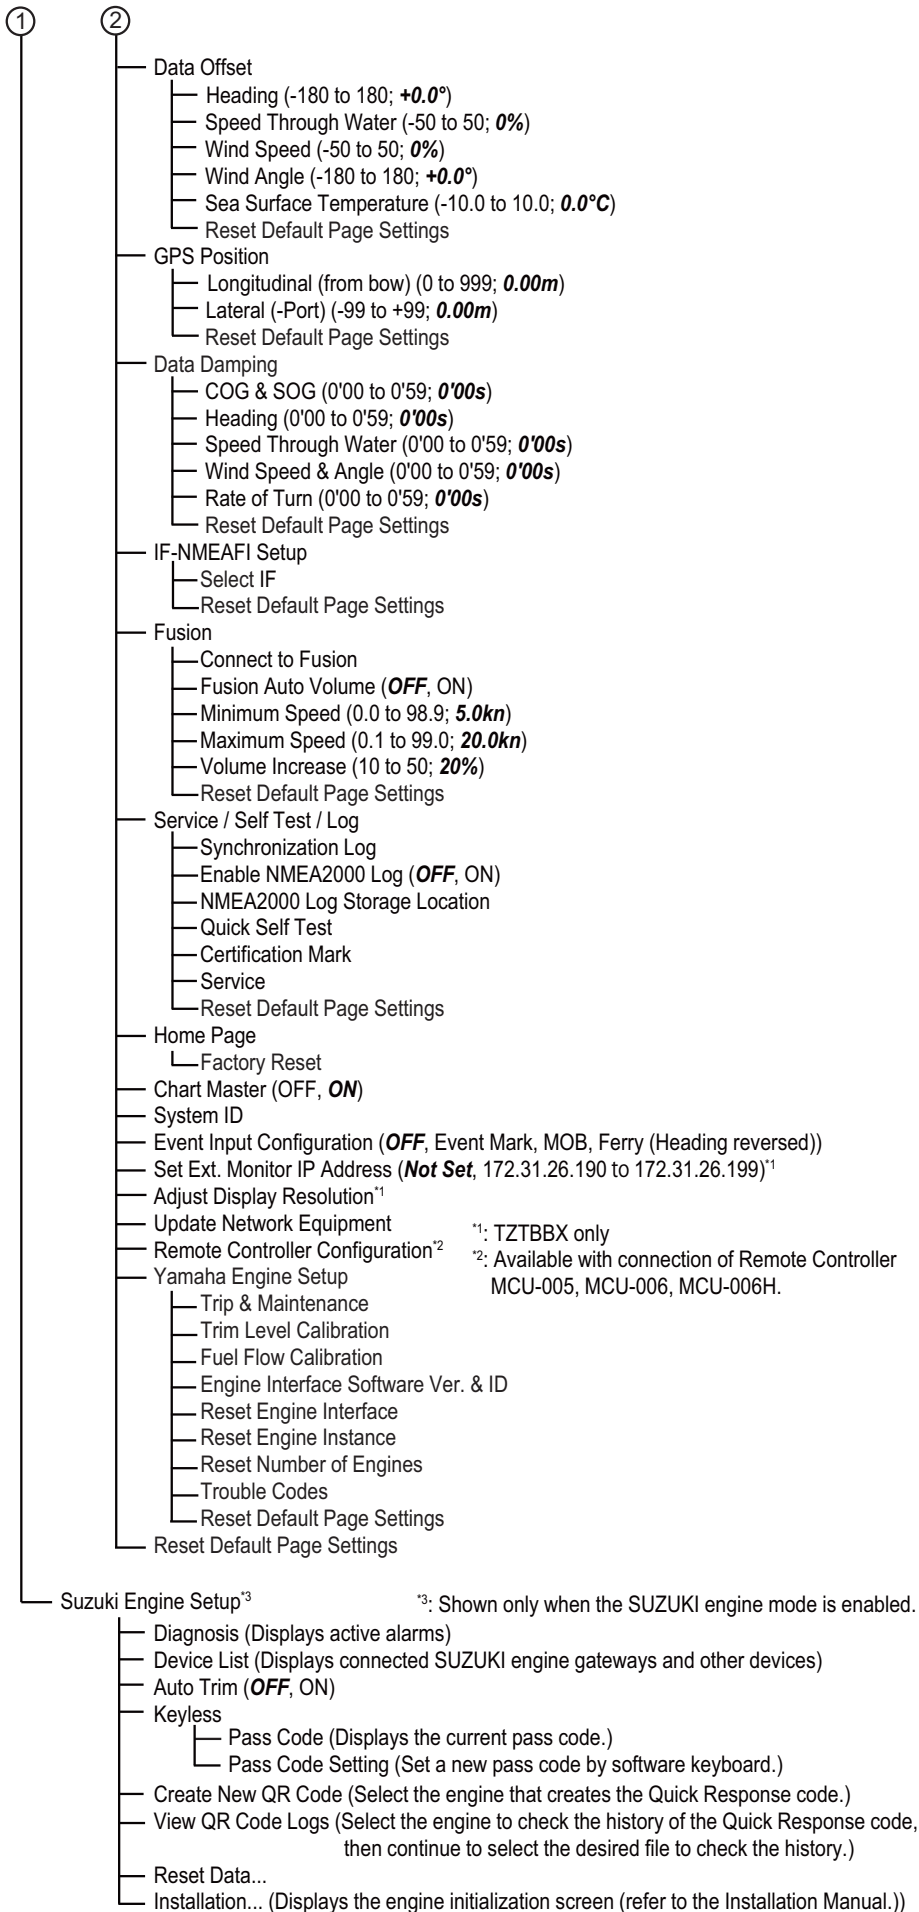 1 2
Data Offset
Heading (-180 to 180; +0.0°)
Speed Through Water (-50 to 50; 0%)
Wind Speed (-50 to 50; 0%)
Wind Angle (-180 to 180; +0.0°)
Sea Surface Temperature (-10.0 to 10.0; 0.0°C)
Reset Default Page Settings
GPS Position
Longitudinal (from bow) (0 to 999; 0.00m)
Lateral (-Port) (-99 to +99; 0.00m)
Reset Default Page Settings
Data Damping
COG & SOG (0'00 to 0'59; 0'00s)
Heading (0'00 to 0'59; 0'00s)
Speed Through Water (0'00 to 0'59; 0'00s)
Wind Speed & Angle (0'00 to 0'59; 0'00s)
Rate of Turn (0'00 to 0'59; 0'00s)
Reset Default Page Settings
IF-NMEAFI Setup
Select IF
Reset Default Page Settings
Fusion
Connect to Fusion
Fusion Auto Volume (OFF, ON)
Minimum Speed (0.0 to 98.9; 5.0kn)
Maximum Speed (0.1 to 99.0; 20.0kn)
Volume Increase (10 to 50; 20%)
Reset Default Page Settings
Service / Self Test / Log
Synchronization Log
Enable NMEA2000 Log (OFF, ON)
NMEA2000 Log Storage Location
Quick Self Test
Certification Mark
Service
Reset Default Page Settings
Home Page
Factory Reset
Chart Master (OFF, ON)
System ID
Event Input Configuration (OFF, Event Mark, MOB, Ferry (Heading reversed))
Set Ext. Monitor IP Address (Not Set, 172.31.26.190 to 172.31.26.199)*1
Adjust Display Resolution*1
Update Network Equipment
*1: TZTBBX only
Remote Controller Configuration*2
*2: Available with connection of Remote Controller
MCU-005, MCU-006, MCU-006H.
Yamaha Engine Setup
Trip & Maintenance
Trim Level Calibration
Fuel Flow Calibration
Engine Interface Software Ver. & ID
Reset Engine Interface
Reset Engine Instance
Reset Number of Engines
Trouble Codes
Reset Default Page Settings
Reset Default Page Settings
Suzuki Engine Setup*3
*3: Shown only when the SUZUKI engine mode is enabled.
Diagnosis (Displays active alarms)
Device List (Displays connected SUZUKI engine gateways and other devices)
Auto Trim (OFF, ON)
Keyless
Pass Code (Displays the current pass code.)
Pass Code Setting (Set a new pass code by software keyboard.)
Create New QR Code (Select the engine that creates the Quick Response code.)
View QR Code Logs (Select the engine to check the history of the Quick Response code,
then continue to select the desired file to check the history.)
Reset Data...
Installation... (Displays the engine initialization screen (refer to the Installation Manual.))